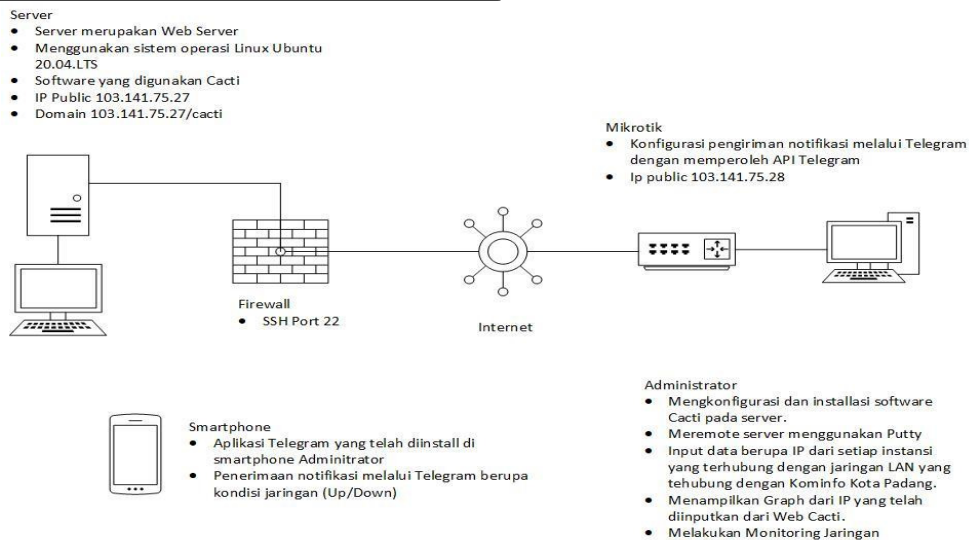 Server
• Server merupakan Web Server
• Menggunakan sistem operasi Linux Ubuntu
20.04.LTS
• Software yang digunakan Cacti
• IP Public 103.141.75.27
• Domain 103.141.75.27/cacti
Mikrotik
• Konfigurasi pengiriman notifikasi melalui Telegram
dengan memperoleh API Telegram
• Ip public 103.141.75.28
Firewall
• SSH Port 22
Internet
Smartphone
• Aplikasi Telegram yang telah diinstall di
smartphone Adminitrator
• Penerimaan notifikasi melalui Telegram berupa
kondisi jaringan (Up/Down)
Administrator
• Mengkonfigurasi dan installasi software
Cacti pada server.
• Meremote server menggunakan Putty
• Input data berupa IP dari setiap instansi
yang terhubung dengan jaringan LAN yang
tehubung dengan Kominfo Kota Padang.
• Menampilkan Graph dari IP yang telah
diinputkan dari Web Cacti.
• Melakukan Monitoring Jaringan